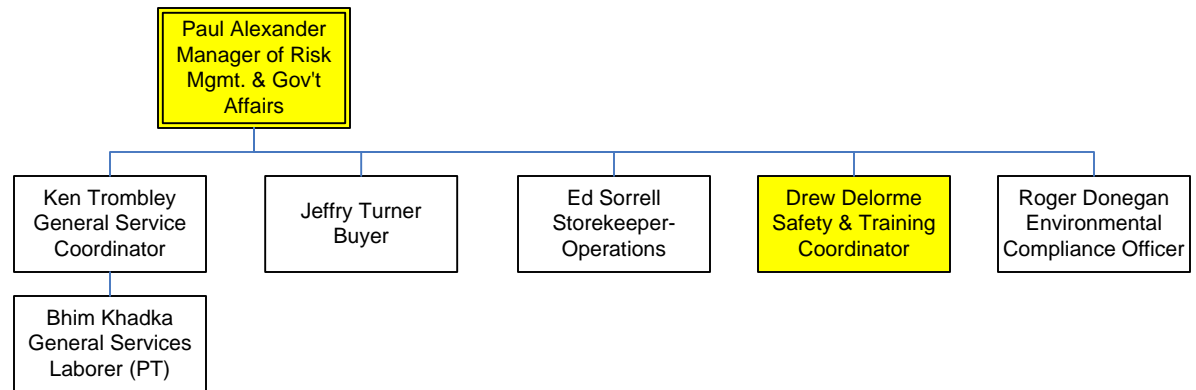 Paul Alexander
Manager of Risk
Mgmt. & Gov't
Affairs
Ken Trombley
General Service
Coordinator
Jeffry Turner
Buyer
Ed Sorrell
Storekeeper-
Operations
Drew Delorme
Safety & Training
Coordinator
Roger Donegan
Environmental
Compliance Officer
Bhim Khadka
General Services
Laborer (PT)